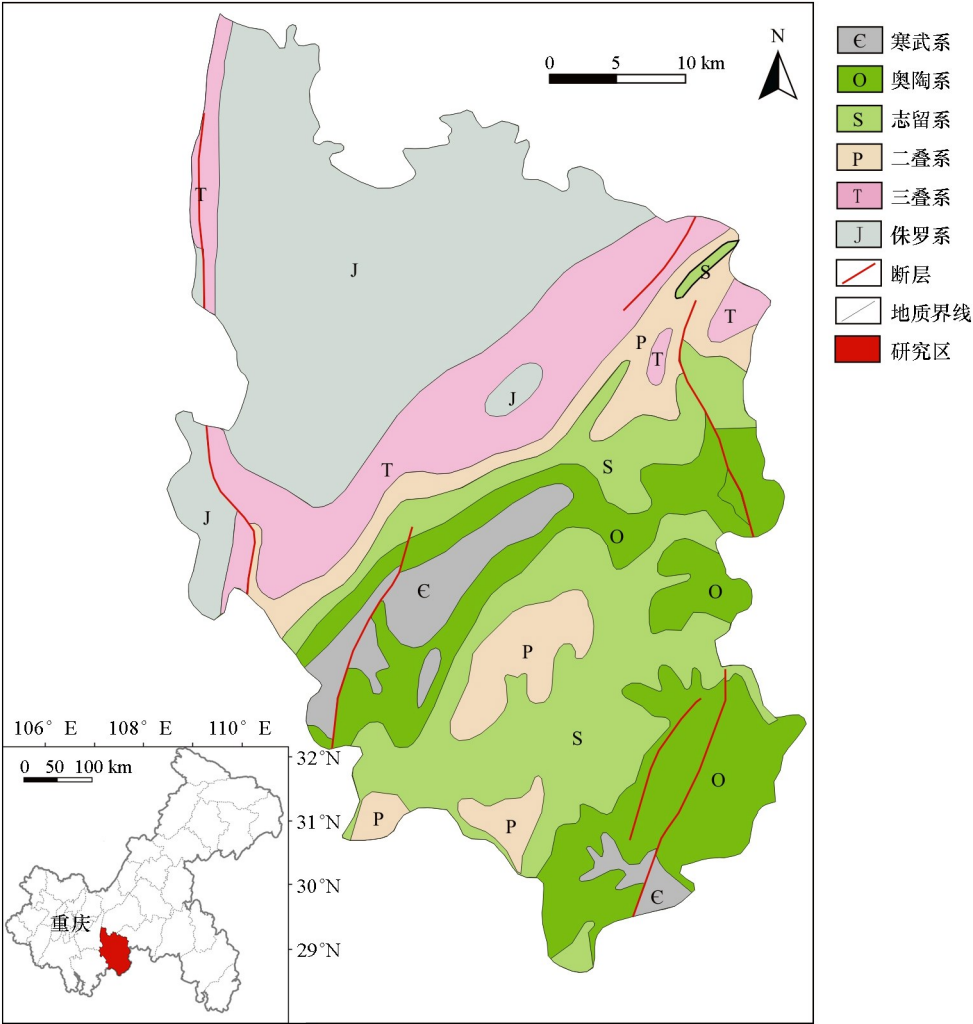 N
0 5 10 km
Є 寒武系
O 奥陶系
S 志留系
P 二叠系
T 三叠系
J 侏罗系
断层
地质界线
研究区
T
J
S
T
P
T
J
T
S
J
O
Є
O
P
S
O
P
P
Є
106° E 108° E 110° E
0 50 100 km
32°N
31°N
30°N
29°N
重庆